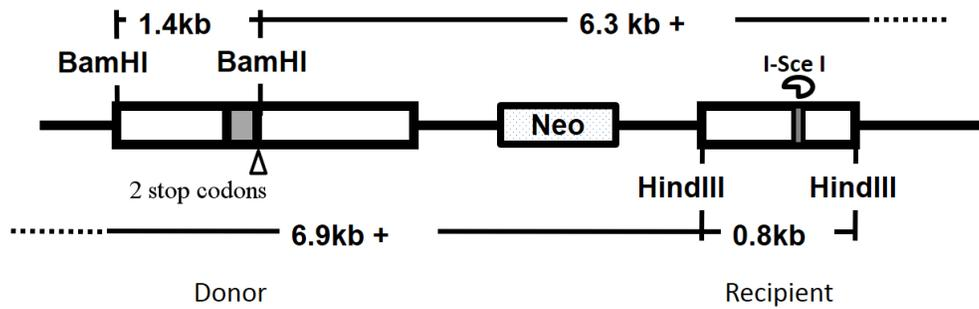 1.4kb
6.3 kb +
BamHI
BamHI
I-Sce I
Neo
2 stop codons
HindIII
HindIII
6.9kb +
0.8kb
Donor
Recipient